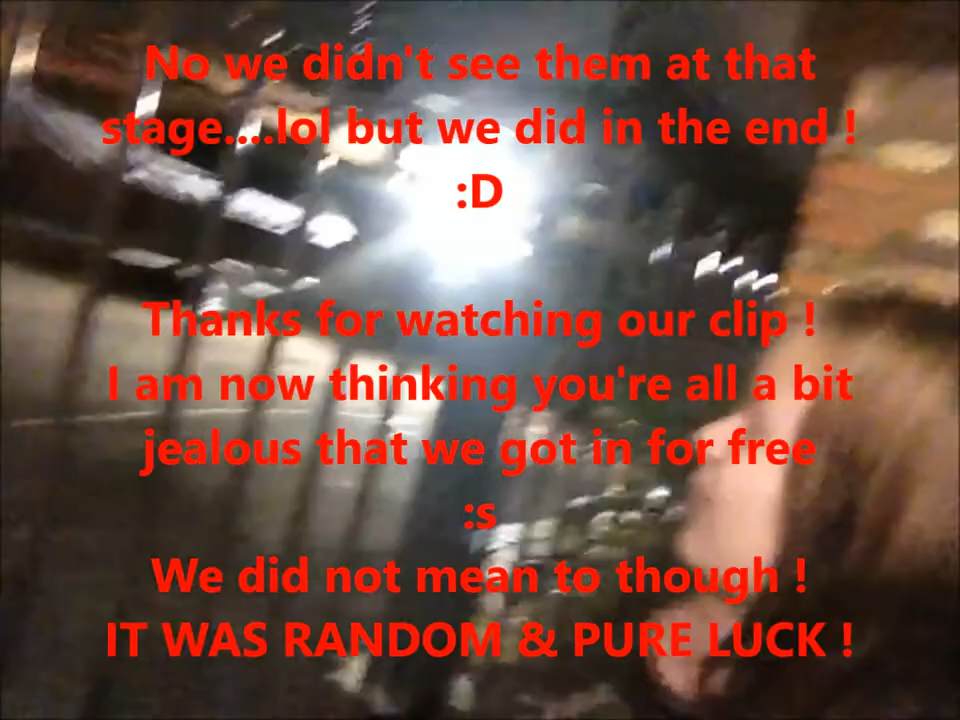 No we didn't see them at that
stage....lol but we did in the end !
:D
Thanks for watching our clip !
I am now thinking you're all a bit
jealous that we got in for free
:s
We did not mean to though !
IT WAS RANDOM & PURE LUCK !